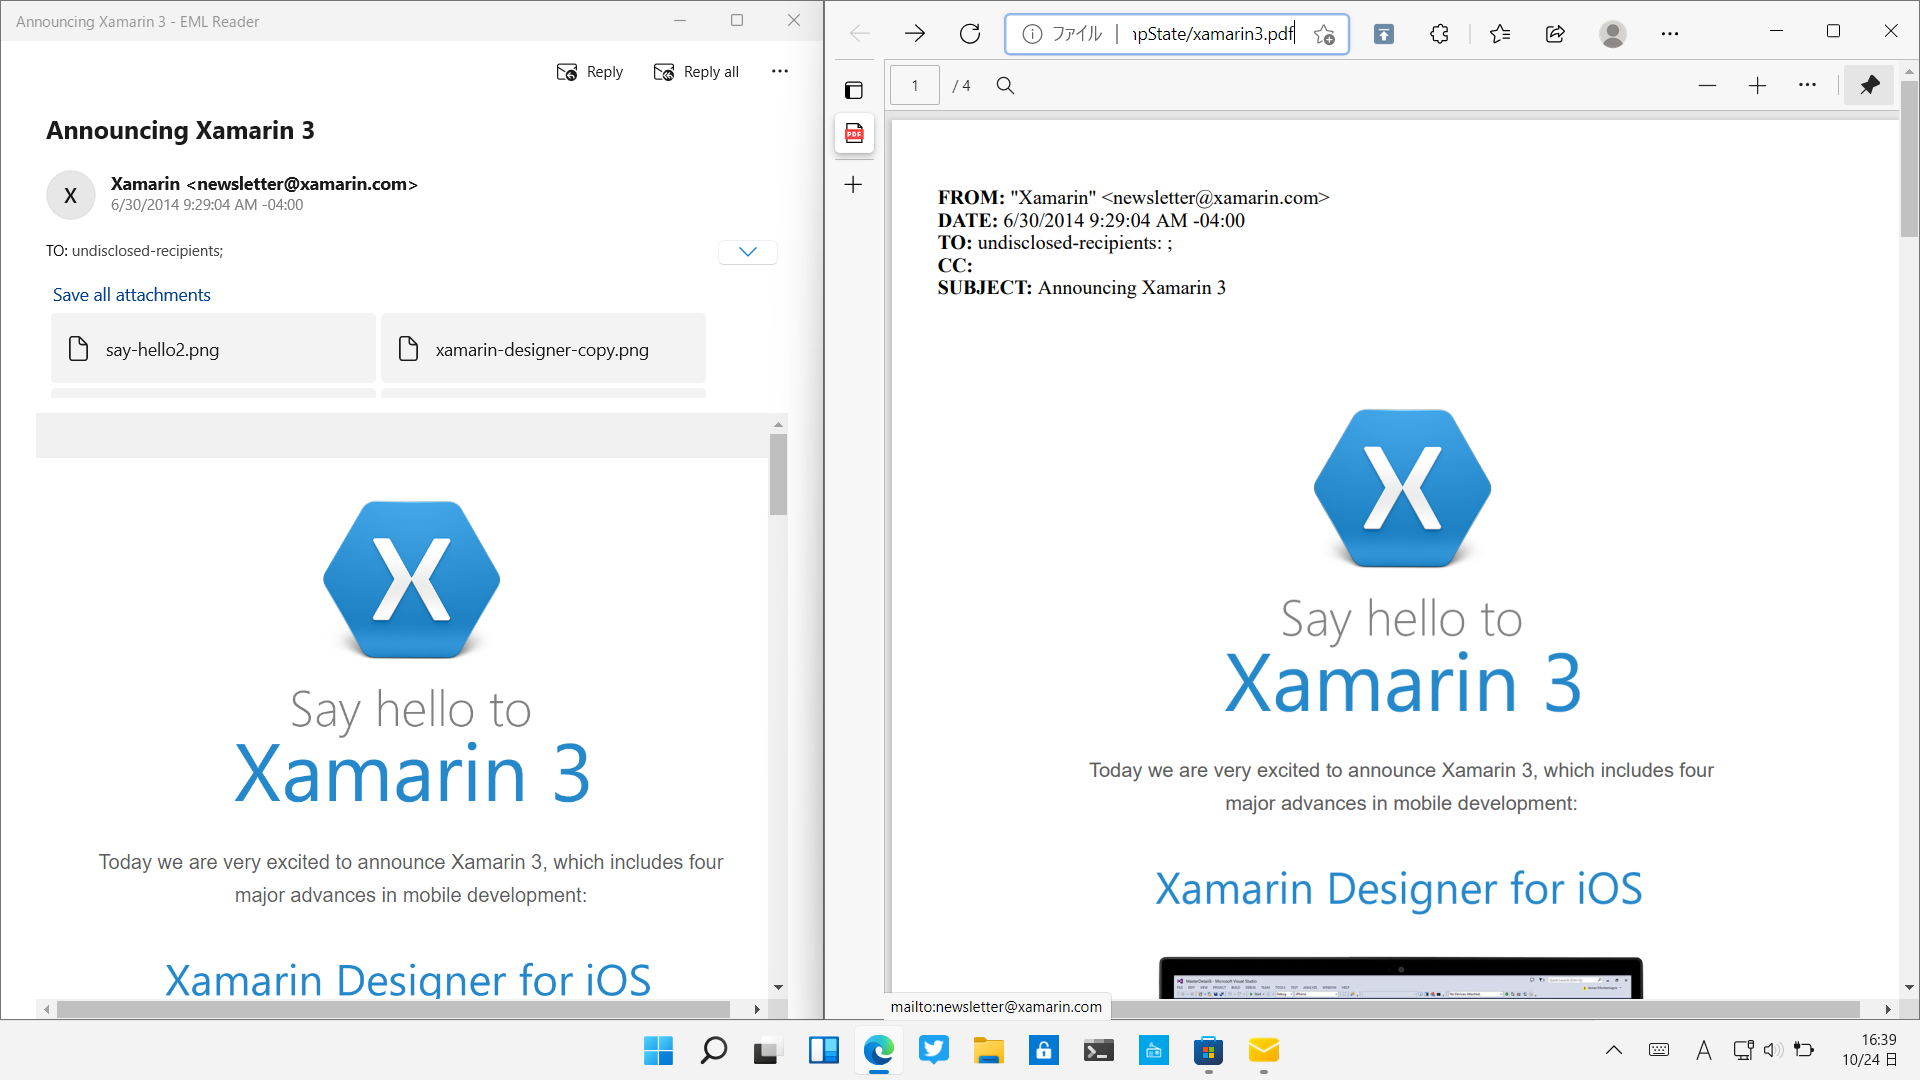 Announcing Xamarin 3 - EML Reader
Reply
Reply all
Announcing Xamarin 3
X
Xamarin <newsletter@xamarin.com>
6/30/2014 9:29:04 AM -04:00
TO: undisclosed-recipients;
Save all attachments
say-hello2.png
xamarin-designer-copy.png
Say hello to
Xamarin 3
Today we are very excited to announce Xamarin 3, which includes four
major advances in mobile development:
Xamarin Designer for iOS
ファイル
pState/xamarin3.pdf
1 / 4
PDF
FROM: "Xamarin" <newsletter@xamarin.com>
DATE: 6/30/2014 9:29:04 AM -04:00
TO: undisclosed-recipients: ;
CC:
SUBJECT: Announcing Xamarin 3
Say hello to
Xamarin 3
Today we are very excited to announce Xamarin 3, which includes four
major advances in mobile development:
Xamarin Designer for iOS
mailto:newsletter@xamarin.com
A
16:39
10/24 日